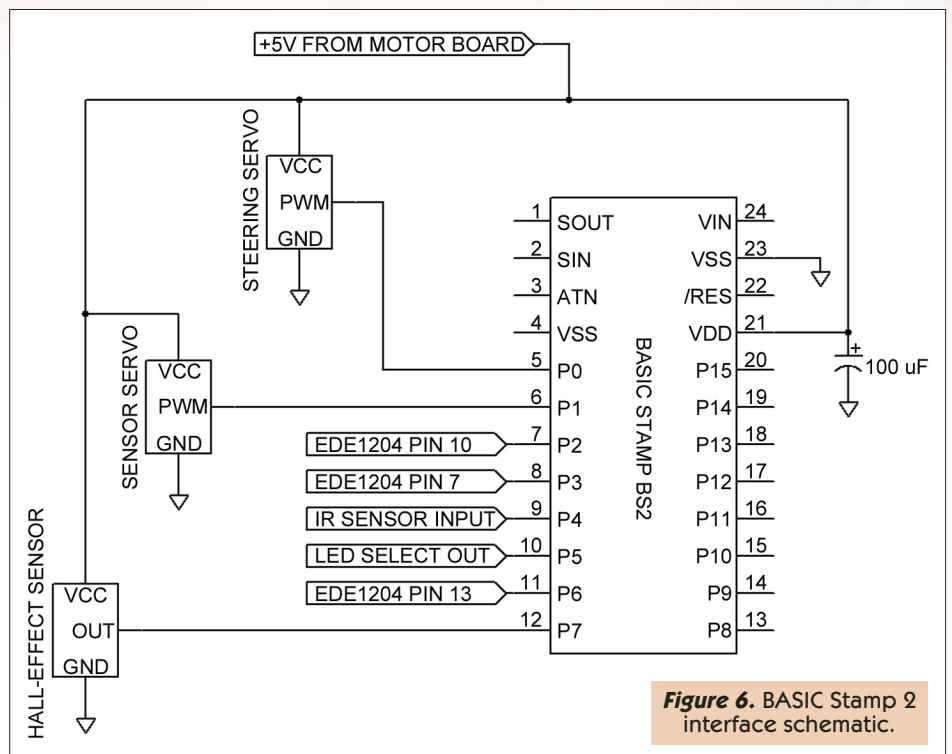 +5V FROM MOTOR BOARD
STEERING SERVO
VCC
PWM
GND
SENSOR SERVO
VCC
PWM
GND
HALL-EFFECT SENSOR
VCC
OUT
GND
BASIC STAMP BS2
1 SOUT
2 SIN
3 ATN
4 VSS
5 P0
6 P1
EDE1204 PIN 10 7 P2
EDE1204 PIN 7 8 P3
IR SENSOR INPUT 9 P4
LED SELECT OUT 10 P5
EDE1204 PIN 13 11 P6
12 P7
VIN 24
VSS 23
/RES 22
VDD 21
P15 20
P14 19
P13 18
P12 17
P11 16
P10 15
P9 14
P8 13
+
100 uF
Figure 6. BASIC Stamp 2
interface schematic.